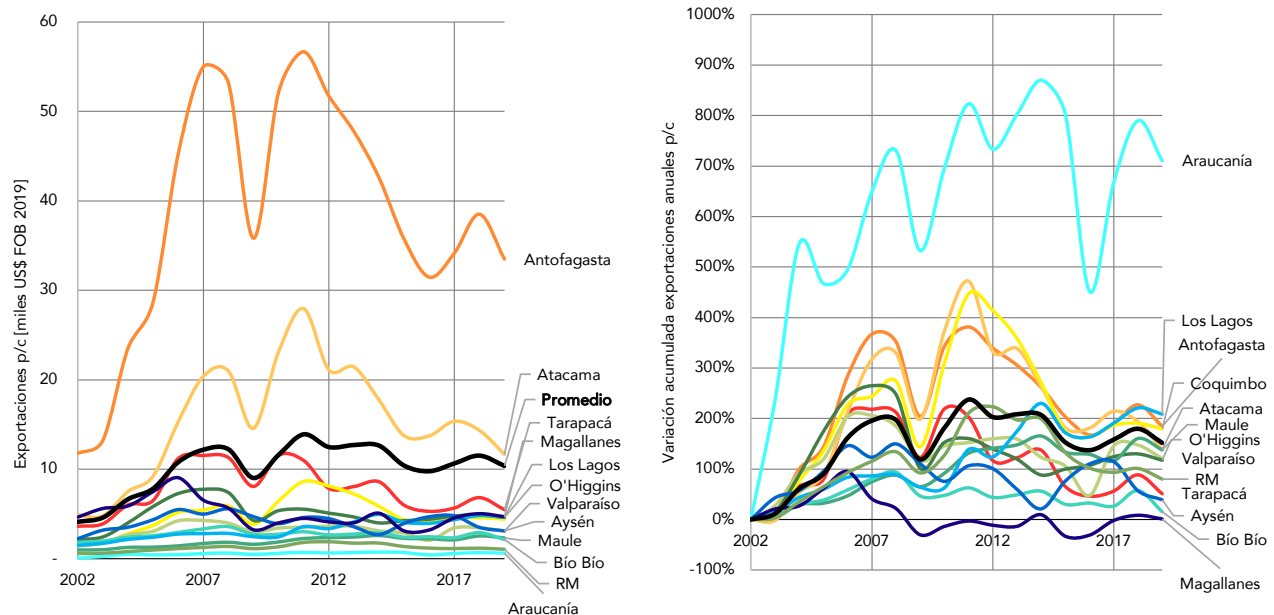 Exportaciones p/c [miles US$ FOB 2019]
60
50
40
30
20
10
-
2002
2007
2012
2017
Antofagasta
Atacama
Promedio
Tarapacá
Magallanes
Los Lagos
O'Higgins
Valparaíso
Aysén
Maule
Bío Bío
RM
Araucanía
Variación acumulada exportaciones anuales p/c
1000%
900%
800%
700%
600%
500%
400%
300%
200%
100%
0%
-100%
2002
2007
2012
2017
Araucanía
Los Lagos
Antofagasta
Coquimbo
Atacama
Maule
O'Higgins
Valparaíso
RM
Tarapacá
Aysén
Bío Bío
Magallanes